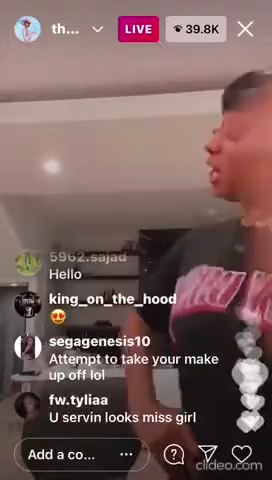 th...
LIVE
39.8K
5962.sajad
Hello
king_on_the_hood
😍
segagenesis10
Attempt to take your make
up off lol
fw.tyliaa
U servin looks miss girl
Add a co...
clideo.com